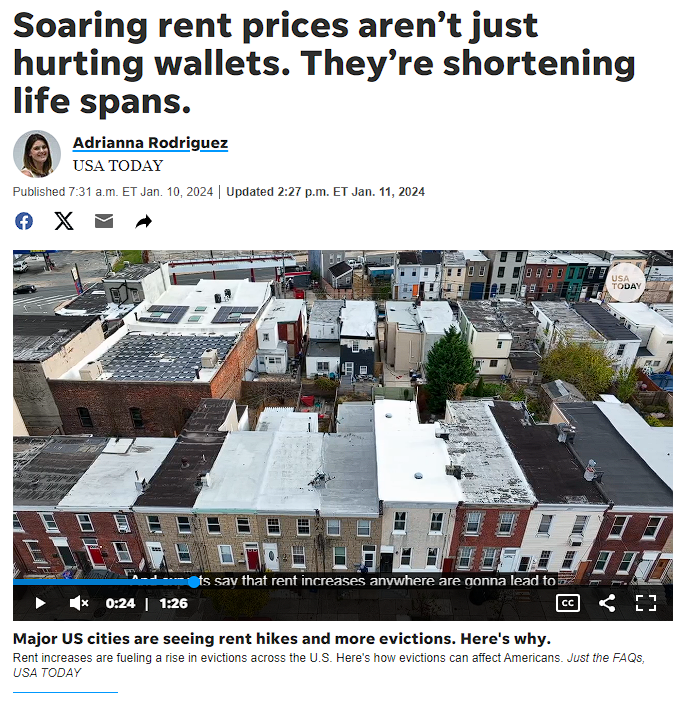 Soaring rent prices aren’t just
hurting wallets. They’re shortening
life spans.
Adrianna Rodriguez
USA TODAY
Published 7:31 a.m. ET Jan. 10, 2024 | Updated 2:27 p.m. ET Jan. 11, 2024
USA
TODAY
And experts say that rent increases anywhere are gonna lead to
0:24 | 1:26
CC
Major US cities are seeing rent hikes and more evictions. Here's why.
Rent increases are fueling a rise in evictions across the U.S. Here's how evictions can affect Americans. Just the FAQs,
USA TODAY